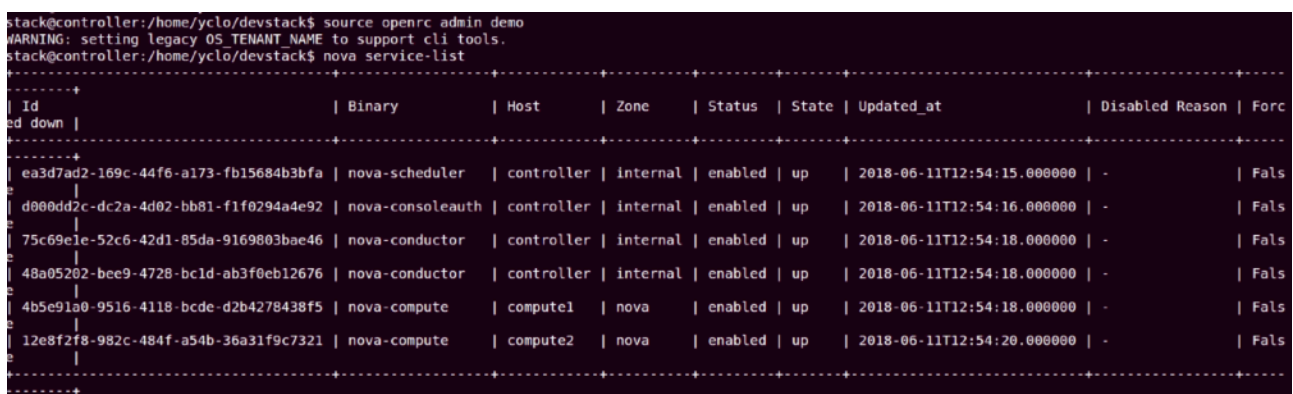 stack@controller:/home/yclo/devstack$ source openrc admin demo
WARNING: setting legacy OS_TENANT_NAME to support cli tools.
stack@controller:/home/yclo/devstack$ nova service-list
+--------------------------------------+------------------+------------+----------+---------+-------+----------------------------+-----------------+-----
--------+
| Id                                   | Binary           | Host       | Zone     | Status  | State | Updated_at                 | Disabled Reason | Forc
ed down |
+--------------------------------------+------------------+------------+----------+---------+-------+----------------------------+-----------------+-----
--------+
| ea3d7ad2-169c-44f6-a173-fb15684b3bfa | nova-scheduler   | controller | internal | enabled | up    | 2018-06-11T12:54:15.000000 | -               | Fals
e       |
| d000dd2c-dc2a-4d02-bb81-f1f0294a4e92 | nova-consoleauth | controller | internal | enabled | up    | 2018-06-11T12:54:16.000000 | -               | Fals
e       |
| 75c69e1e-52c6-42d1-85da-9169803bae46 | nova-conductor   | controller | internal | enabled | up    | 2018-06-11T12:54:18.000000 | -               | Fals
e       |
| 48a05202-bee9-4728-bc1d-ab3f0eb12676 | nova-conductor   | controller | internal | enabled | up    | 2018-06-11T12:54:18.000000 | -               | Fals
e       |
| 4b5e91a0-9516-4118-bcde-d2b4278438f5 | nova-compute     | compute1   | nova     | enabled | up    | 2018-06-11T12:54:18.000000 | -               | Fals
e       |
| 12e8f2f8-982c-484f-a54b-36a31f9c7321 | nova-compute     | compute2   | nova     | enabled | up    | 2018-06-11T12:54:20.000000 | -               | Fals
e       |
+--------------------------------------+------------------+------------+----------+---------+-------+----------------------------+-----------------+-----
--------+